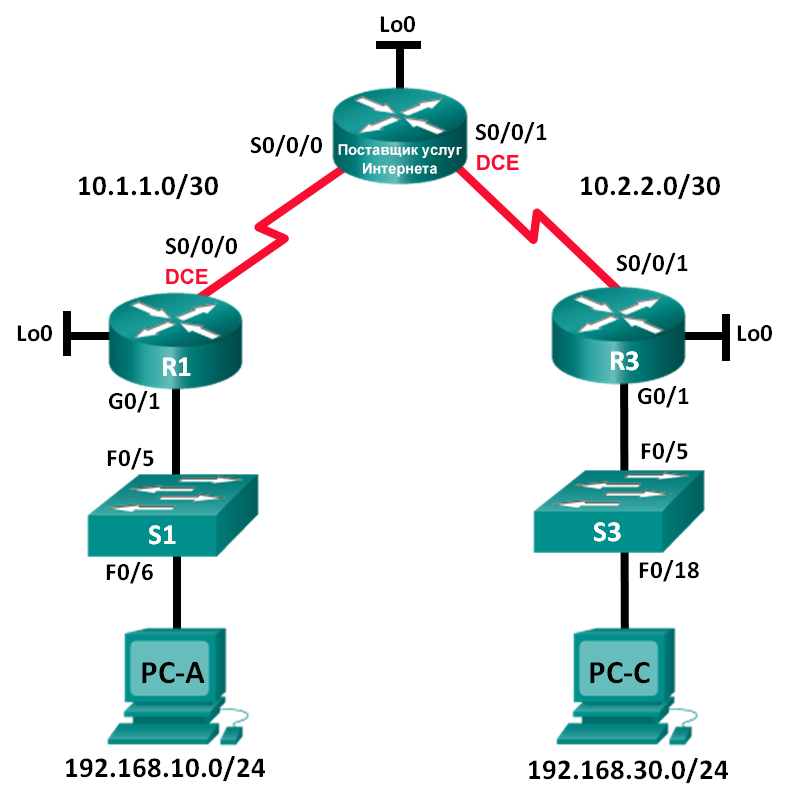 Lo0
S0/0/0
S0/0/1
Поставщик услуг
Интернета
DCE
10.1.1.0/30
10.2.2.0/30
S0/0/0
DCE
S0/0/1
Lo0
Lo0
R1
R3
G0/1
G0/1
F0/5
F0/5
S1
S3
F0/6
F0/18
PC-A
PC-C
192.168.10.0/24
192.168.30.0/24